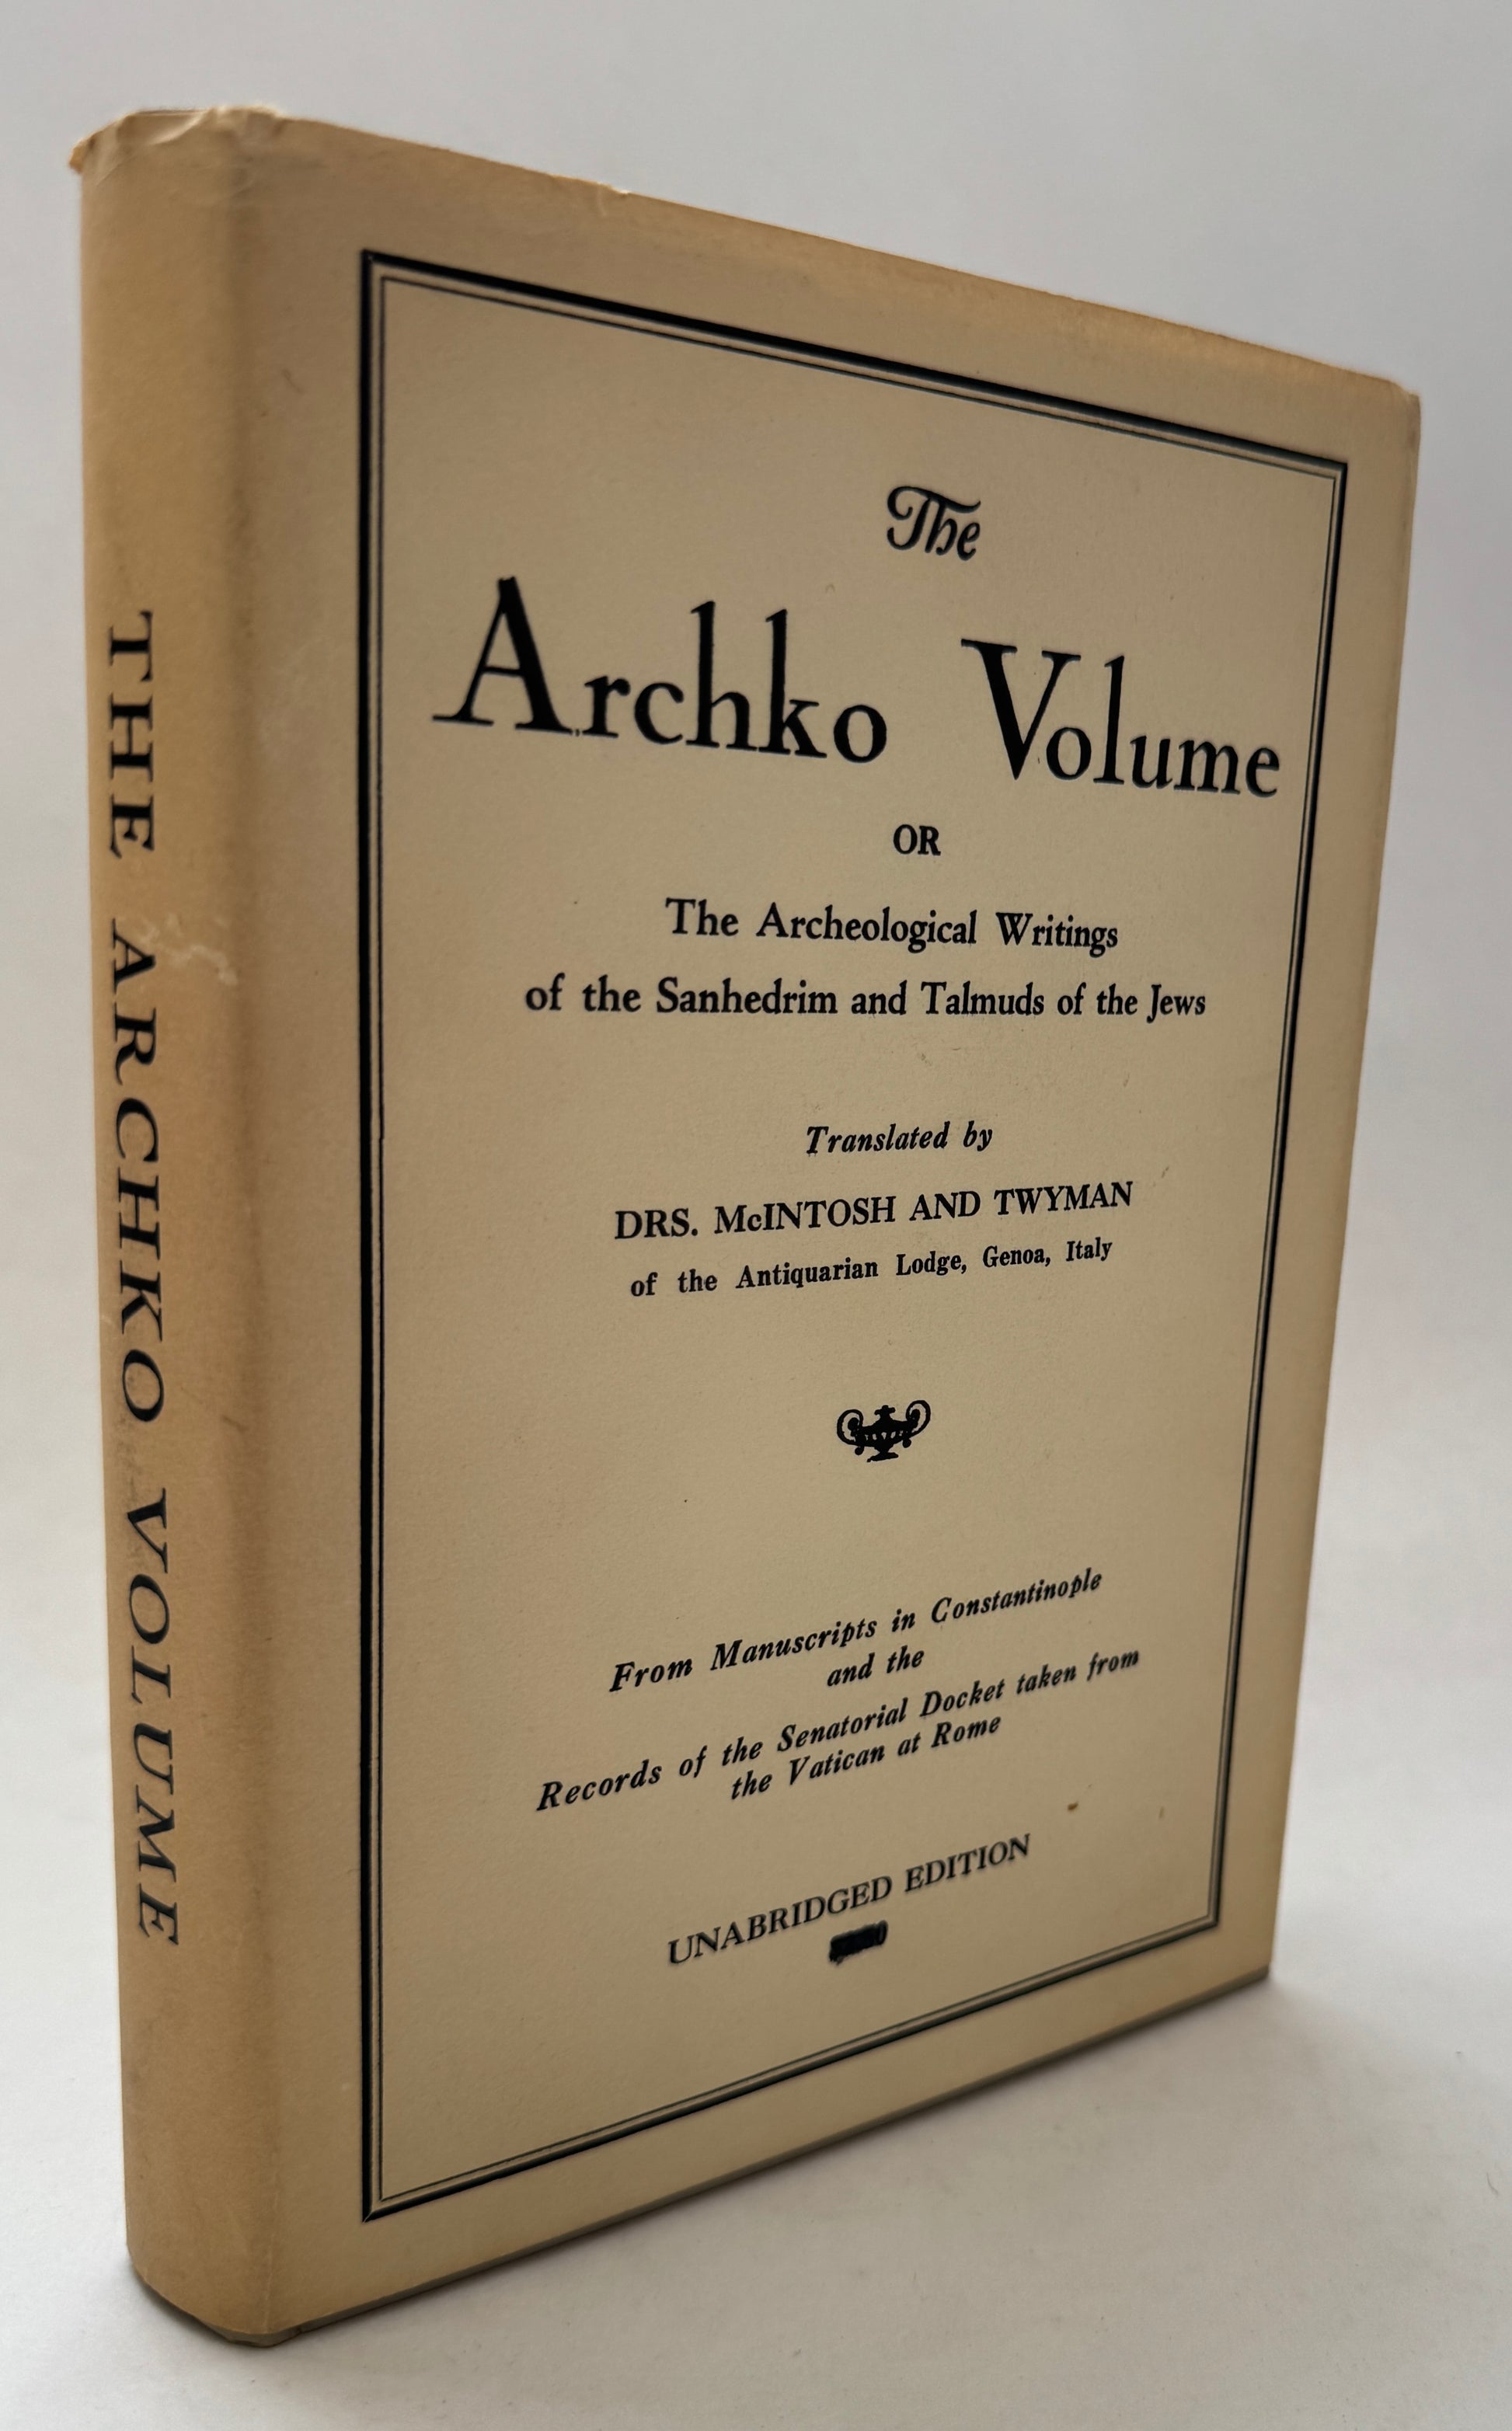 THE ARCHKO VOLUME
The
Archko Volume
OR
The Archeological Writings
of the Sanhedrim and Talmuds of the Jews
Translated by
DRS. McINTOSH AND TWYMAN
of the Antiquarian Lodge, Genoa, Italy
From Manuscripts in Constantinople
and the
Records of the Senatorial Docket taken from
the Vatican at Rome
UNABRIDGED EDITION